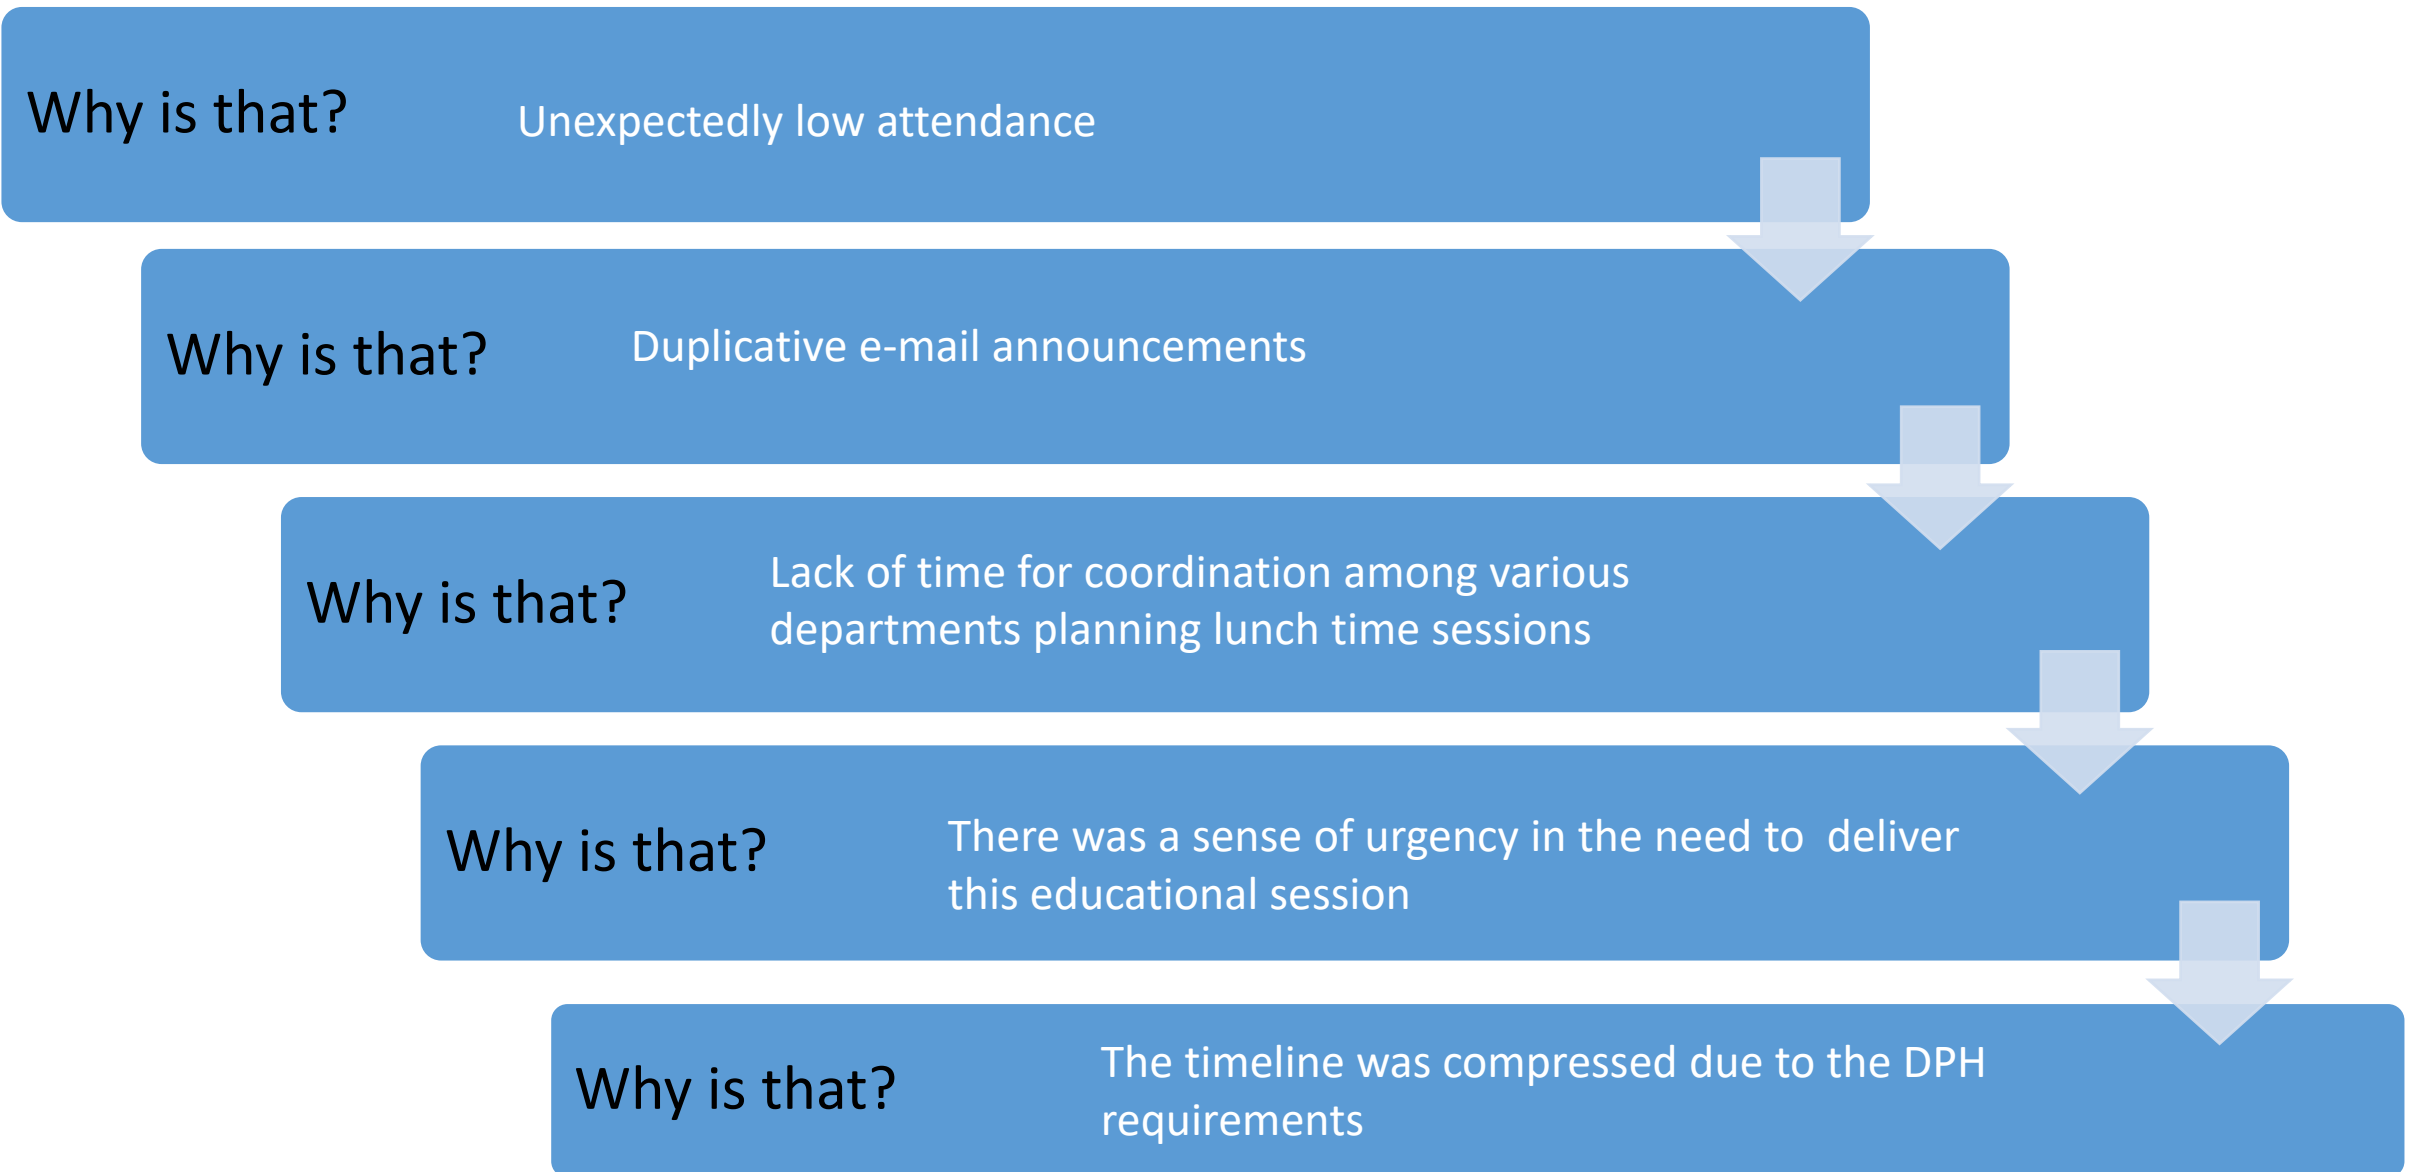 Why is that?
Unexpectedly low attendance
Why is that?
Duplicative e-mail announcements
Why is that?
Lack of time for coordination among various
departments planning lunch time sessions
Why is that?
There was a sense of urgency in the need to  deliver
this educational session
Why is that?
The timeline was compressed due to the DPH
requirements